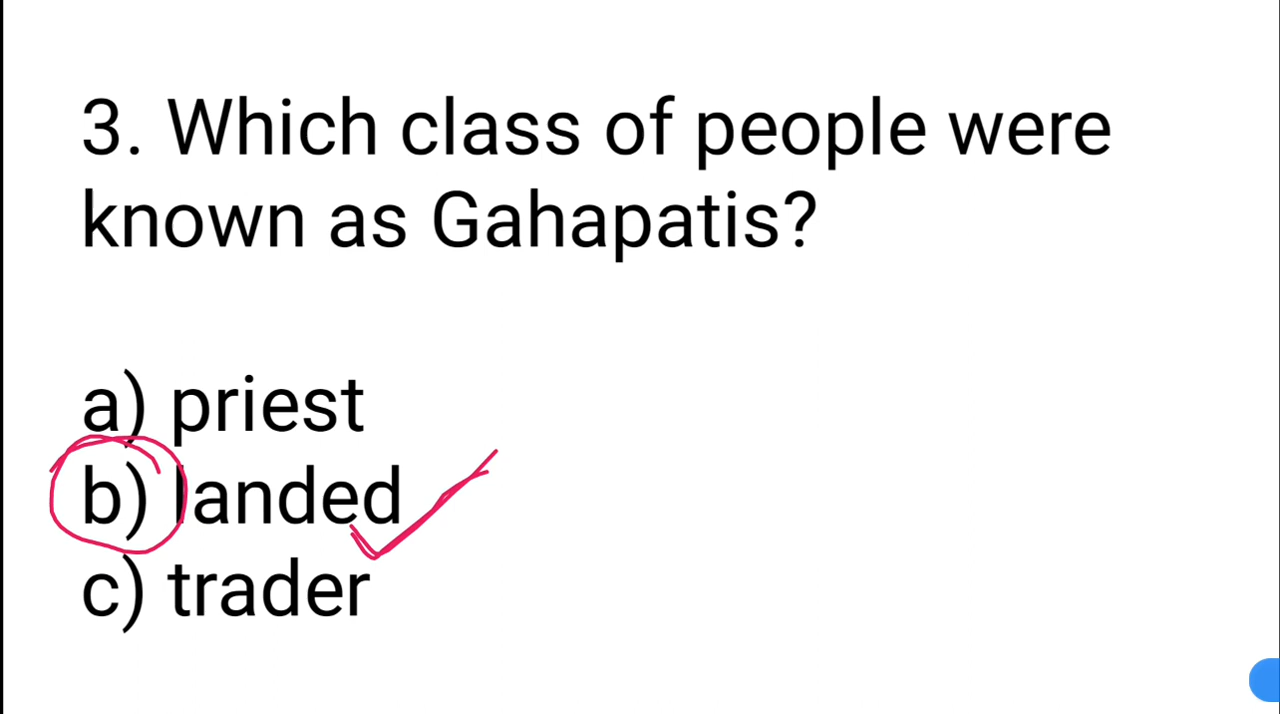 3. Which class of people were
known as Gahapatis?
a) priest
b) landed
c) trader